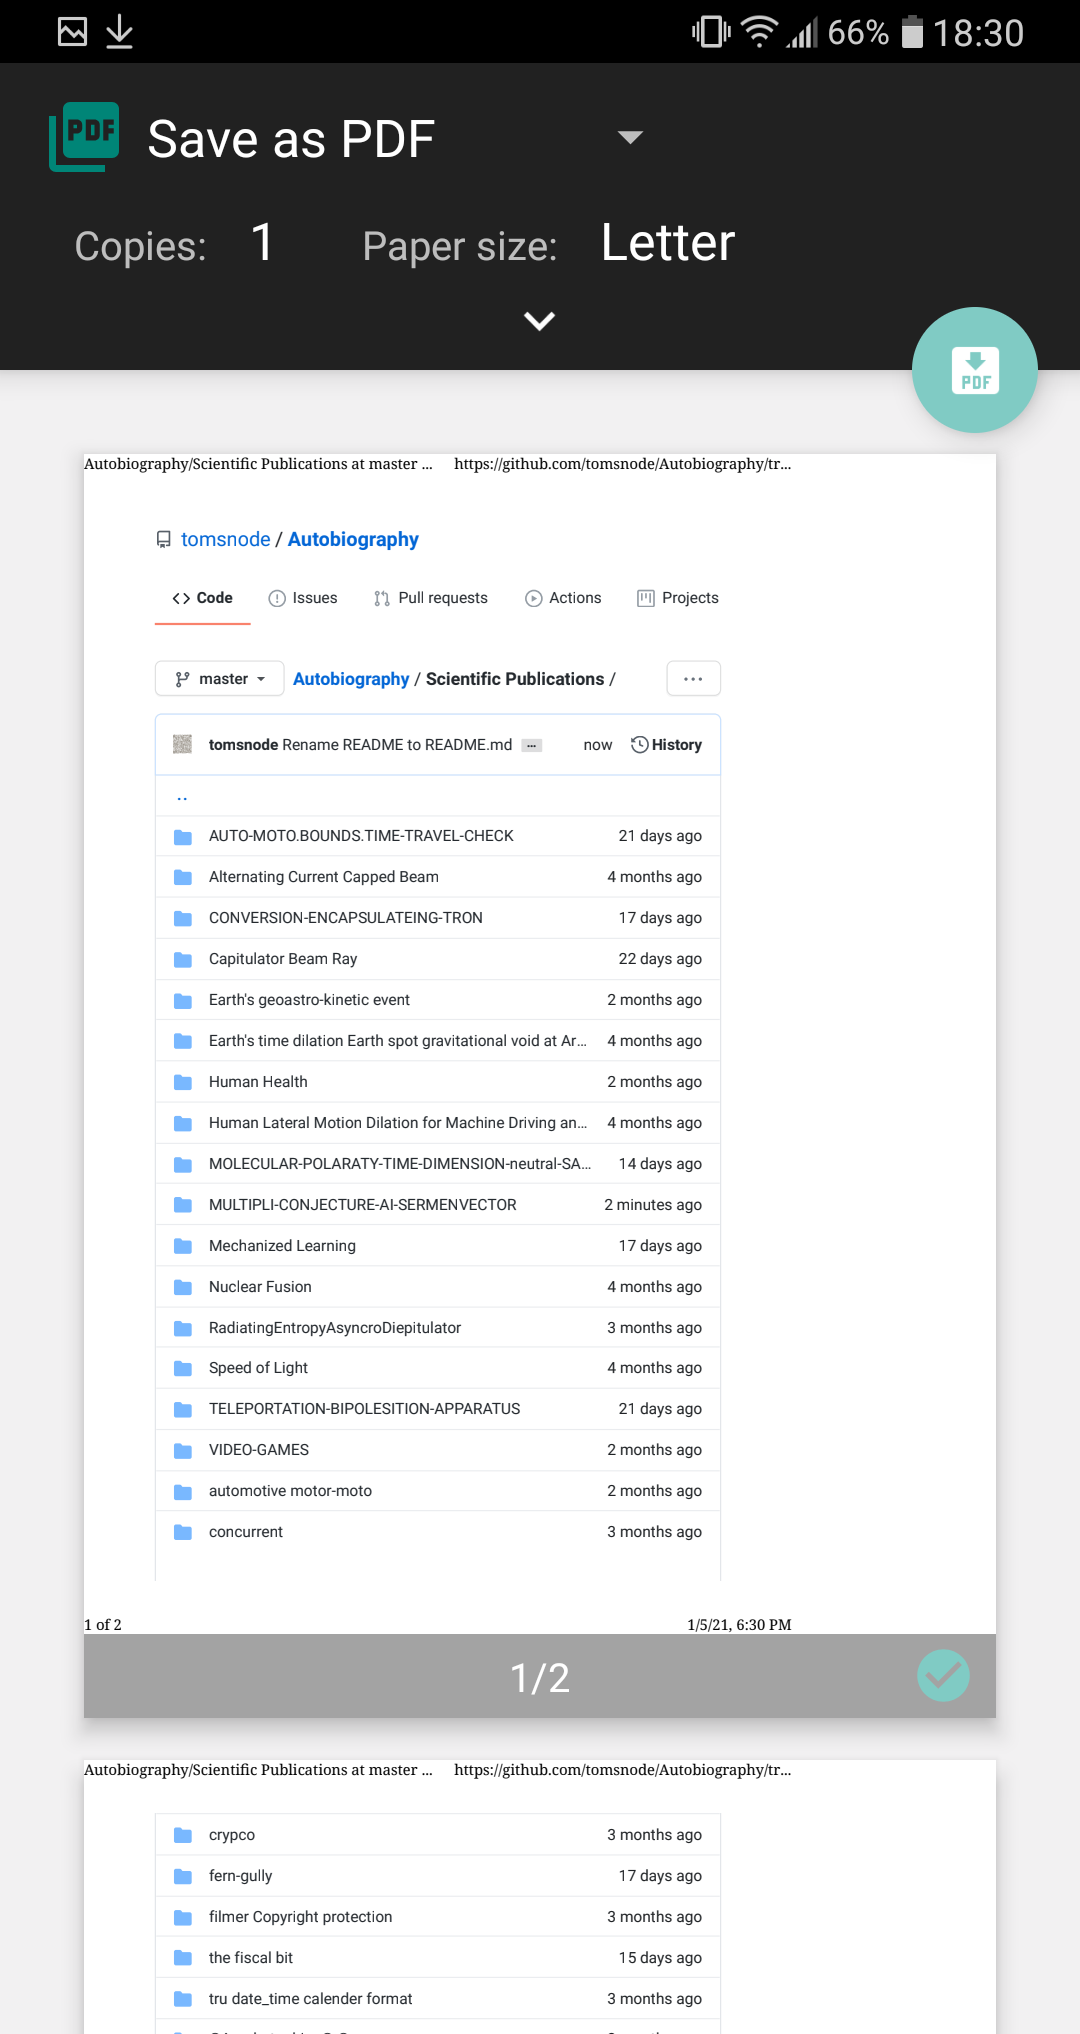 66% 18:30
PDF Save as PDF
Copies: 1 Paper size: Letter
PDF
Autobiography/Scientific Publications at master ... https://github.com/tomsnode/Autobiography/tr...
tomsnode / Autobiography
Code Issues Pull requests Actions Projects
master Autobiography / Scientific Publications / ...
tomsnode Rename README to README.md ... now History
..
AUTO-MOTO.BOUNDS.TIME-TRAVEL-CHECK 21 days ago
Alternating Current Capped Beam 4 months ago
CONVERSION-ENCAPSULATEING-TRON 17 days ago
Capitulator Beam Ray 22 days ago
Earth's geoastro-kinetic event 2 months ago
Earth's time dilation Earth spot gravitational void at Ar... 4 months ago
Human Health 2 months ago
Human Lateral Motion Dilation for Machine Driving an... 4 months ago
MOLECULAR-POLARATY-TIME-DIMENSION-neutral-SA... 14 days ago
MULTIPLI-CONJECTURE-AI-SERMENVECTOR 2 minutes ago
Mechanized Learning 17 days ago
Nuclear Fusion 4 months ago
RadiatingEntropyAsyncroDiepitulator 3 months ago
Speed of Light 4 months ago
TELEPORTATION-BIPOLESITION-APPARATUS 21 days ago
VIDEO-GAMES 2 months ago
automotive motor-moto 2 months ago
concurrent 3 months ago
1 of 2 1/5/21, 6:30 PM
1/2
Autobiography/Scientific Publications at master ... https://github.com/tomsnode/Autobiography/tr...
crypco 3 months ago
fern-gully 17 days ago
filmer Copyright protection 3 months ago
the fiscal bit 15 days ago
tru date_time calender format 3 months ago